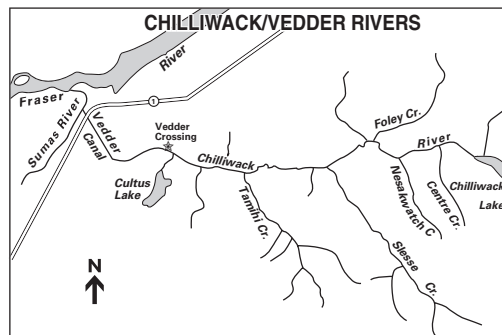 CHILLIWACK/VEDDER RIVERS
Fraser
River
1
Sumas River
Vedder
Canal
Vedder
Crossing
Cultus
Lake
Chilliwack
River
Foley Cr.
Tamihi Cr.
Nesakwatch C
Centre Cr.
Chilliwack
Lake
Slesse
Cr.
N